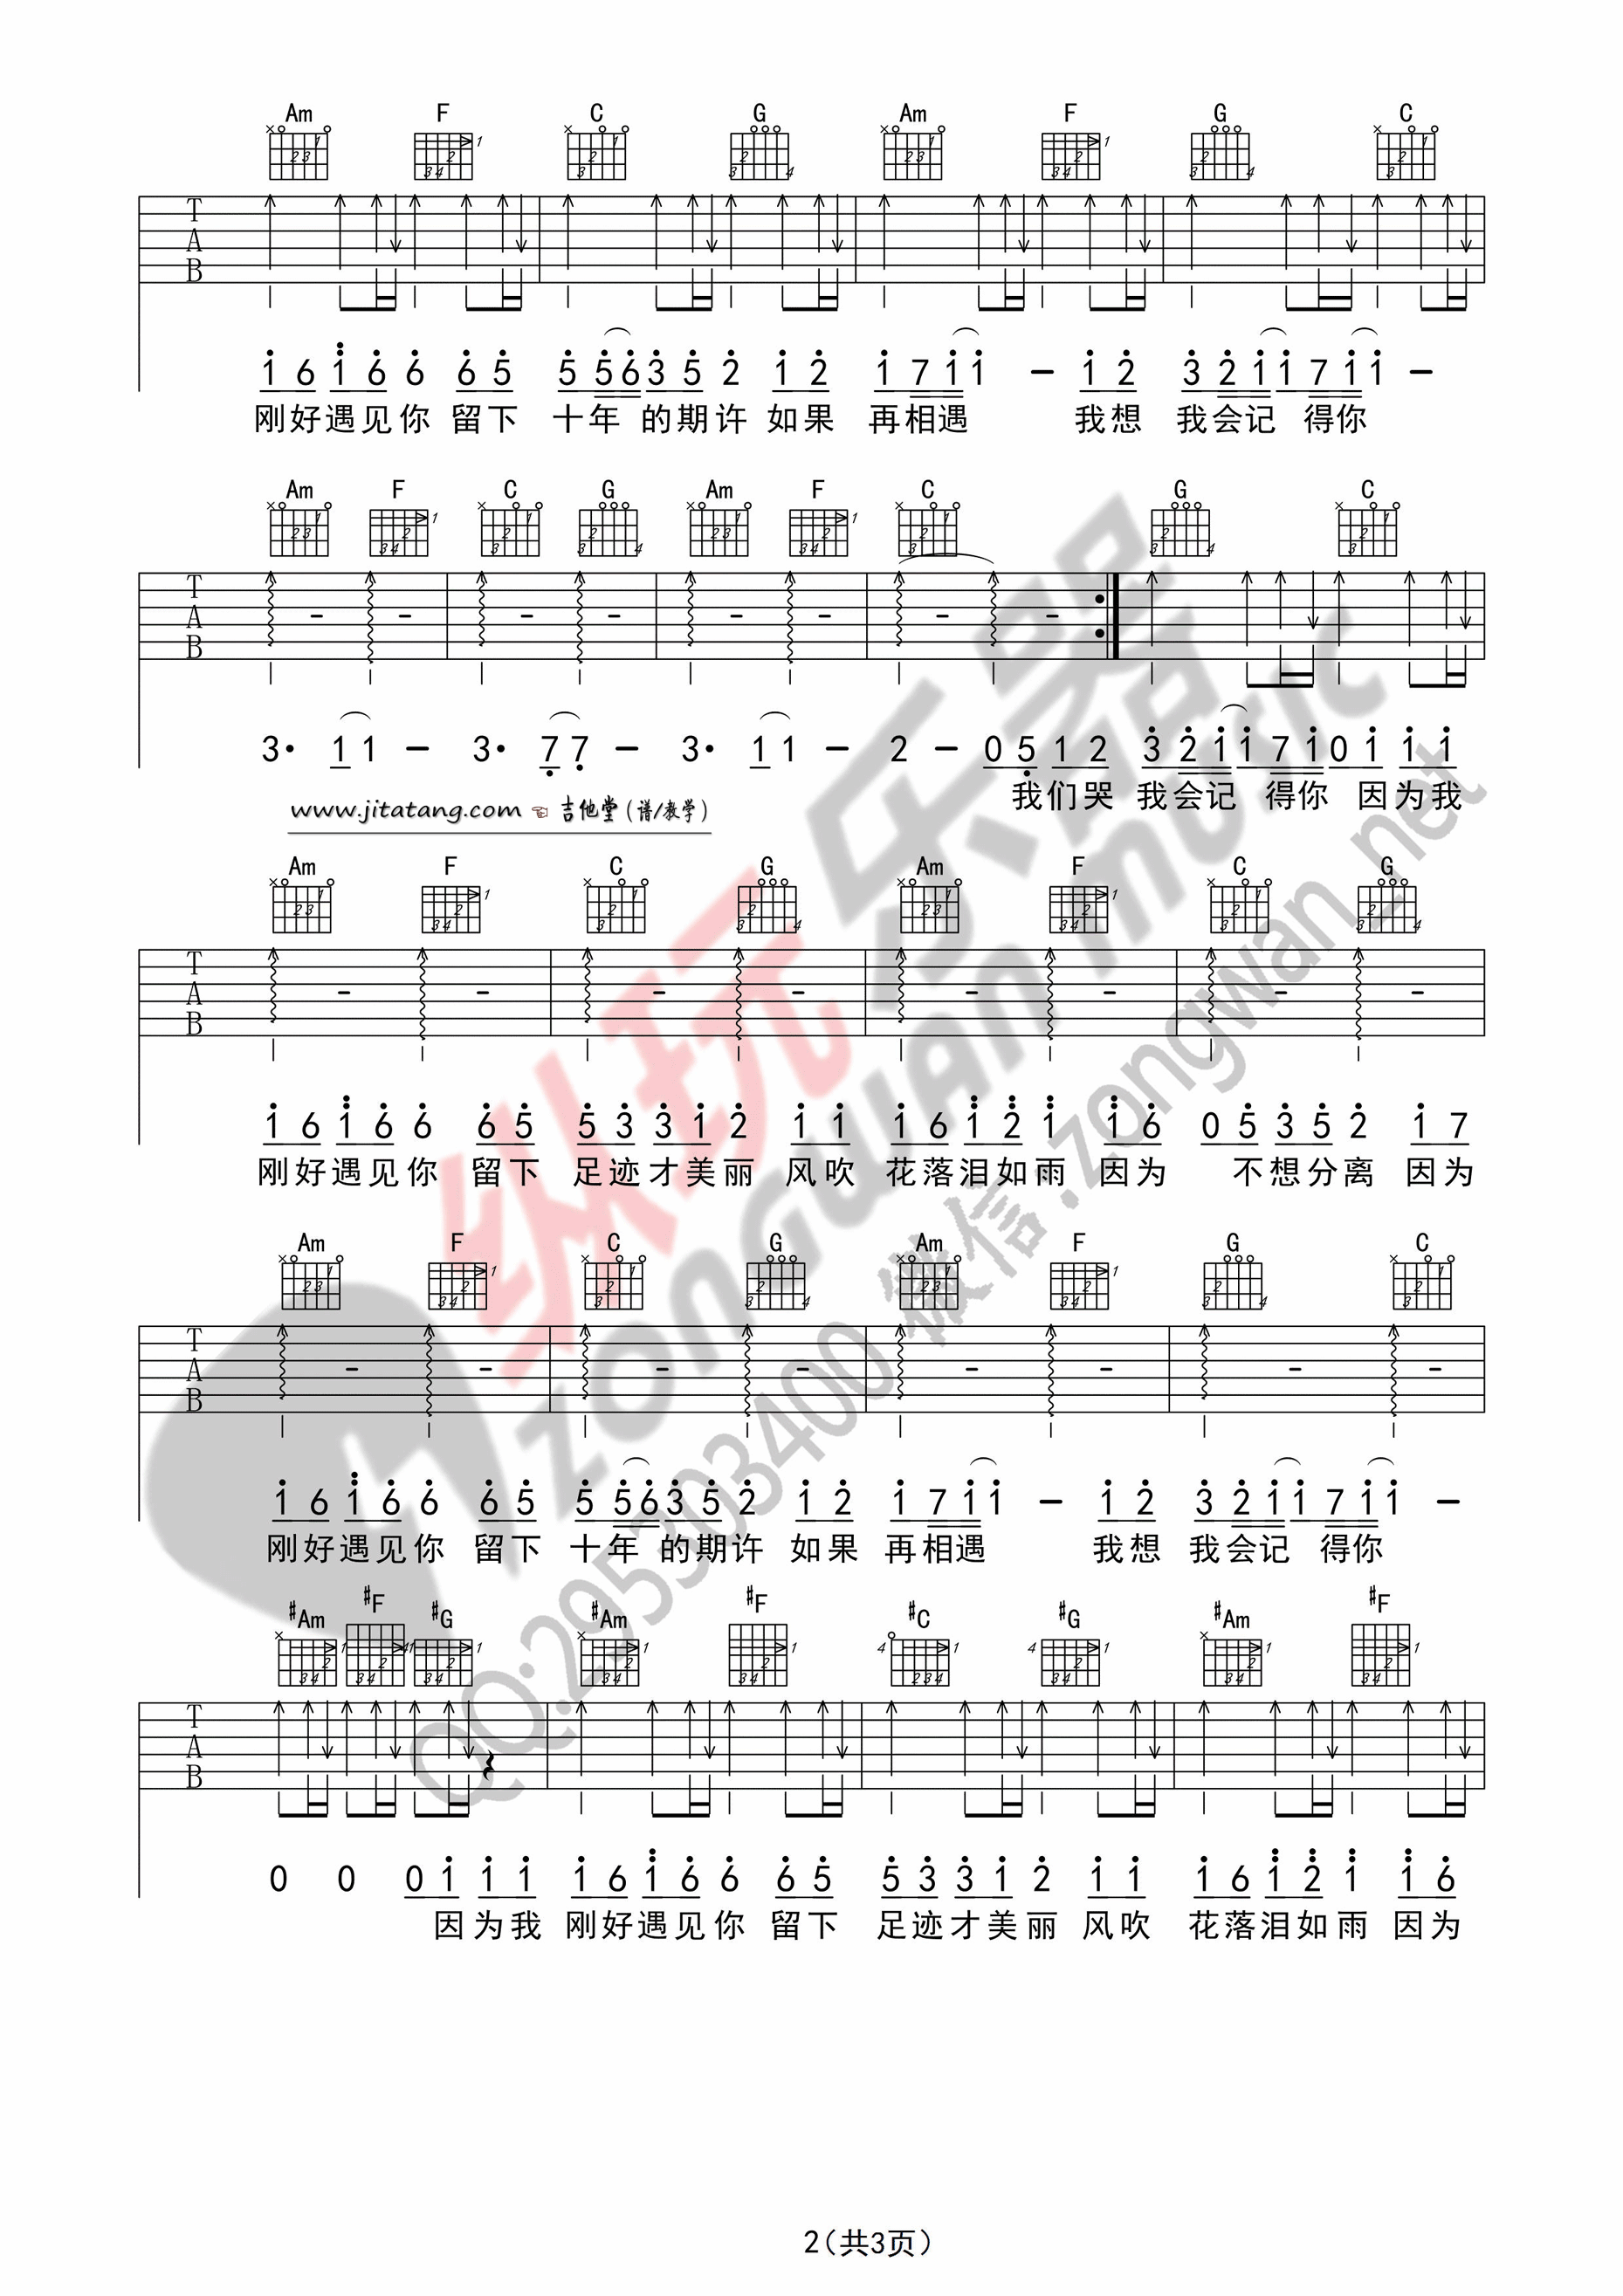 Am F C G Am F G C
T A B
1 6 1 6 6 6 5 5 5 6 3 5 2 1 2 1 7 1 1 – 1 2 3 2 1 1 7 1 1 –
刚好遇见你 留下 十年 的期许 如果 再相遇 我想 我会记 得你
Am F C G Am F C G C
T A B
3· 1 1 – 3· 7 7 – 3· 1 1 – 2 – 0 5 1 2 3 2 1 1 7 1 0 1 1 1
我们哭 我会记 得你 因为我
www.jitatang.com ☜ 吉他堂(谱/教学)
Am F C G Am F C G
T A B
1 6 1 6 6 6 5 5 3 3 1 2 1 1 1 6 1 2 1 1 6 0 5 3 5 2 1 7
刚好遇见你 留下 足迹才美丽 风吹 花落泪如雨 因为 不想分离 因为
Am F C G Am F G C
T A B
1 6 1 6 6 6 5 5 5 6 3 5 2 1 2 1 7 1 1 – 1 2 3 2 1 1 7 1 1 –
刚好遇见你 留下 十年 的期许 如果 再相遇 我想 我会记 得你
#Am #F #G #Am #F #C #G #Am #F
T A B
0 0 0 1 1 1 1 6 1 6 6 6 5 5 3 3 1 2 1 1 1 6 1 2 1 1 6
因为我 刚好遇见你 留下 足迹才美丽 风吹 花落泪如雨 因为
纵玩乐器
ZONGWAN MUSIC
QQ:295303400 微信:zongwan_net
2(共3页)